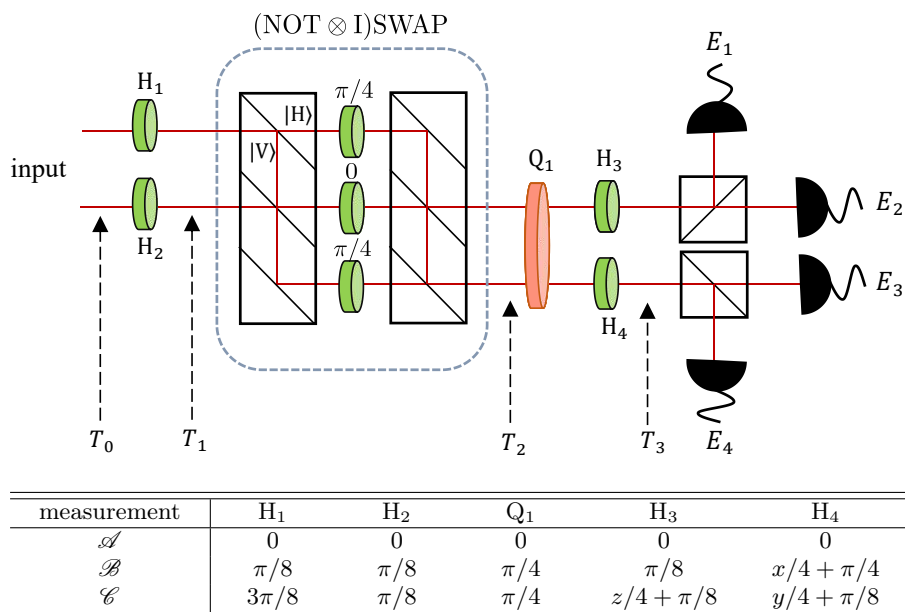 (NOT ⊗ I)SWAP
E₁
H₁
π/4
|H⟩
|V⟩
input
0
Q₁
H₃
E₂
H₂
π/4
E₃
H₄
T₀
T₁
T₂
T₃
E₄
measurement H₁ H₂ Q₁ H₃ H₄
𝒜 0 0 0 0 0
ℬ π/8 π/8 π/4 π/8 x/4 + π/4
𝒞 3π/8 π/8 π/4 z/4 + π/8 y/4 + π/8